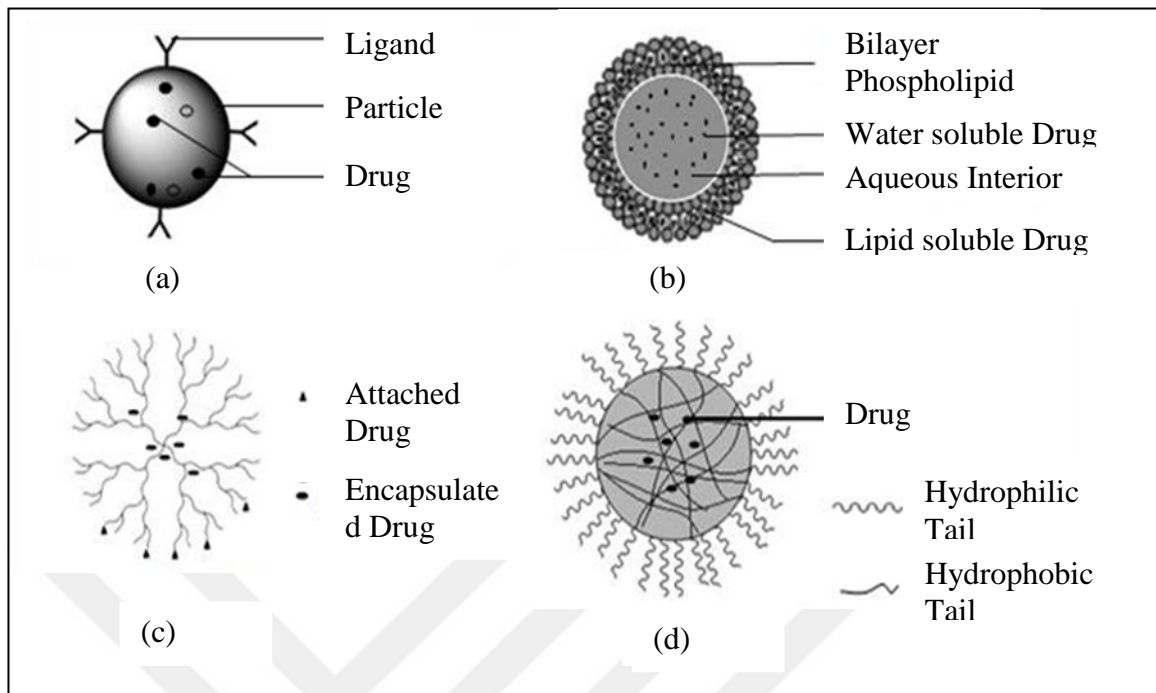 Ligand
Particle
Drug
(a)
Bilayer
Phospholipid
Water soluble Drug
Aqueous Interior
Lipid soluble Drug
(b)
Attached
Drug
Encapsulate
d Drug
(c)
Drug
Hydrophilic
Tail
Hydrophobic
Tail
(d)